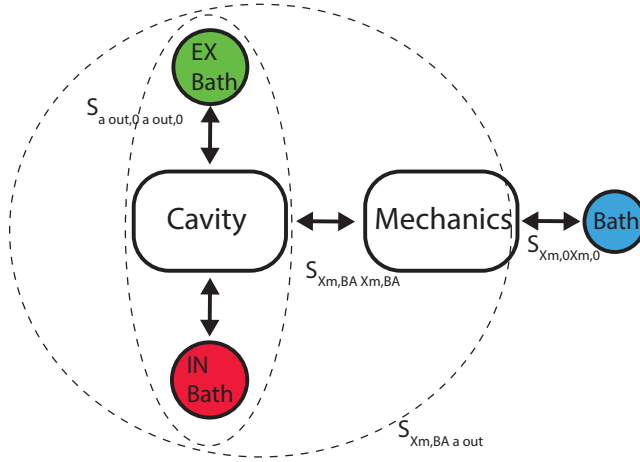 EX
Bath
S a out,0 a out,0
Cavity
Mechanics
Bath
S Xm,0Xm,0
S Xm,BA Xm,BA
IN
Bath
S Xm,BA a out